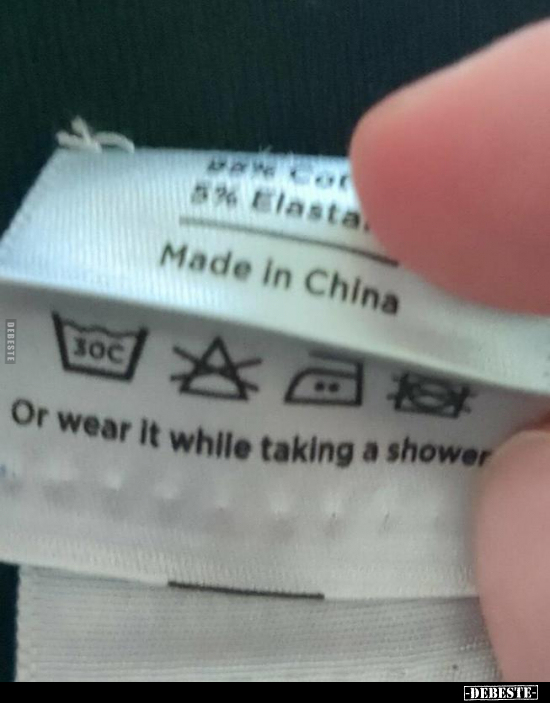 5% Elasta
Made in China
30C
Or wear it while taking a shower
DEBESTE
-DEBESTE-